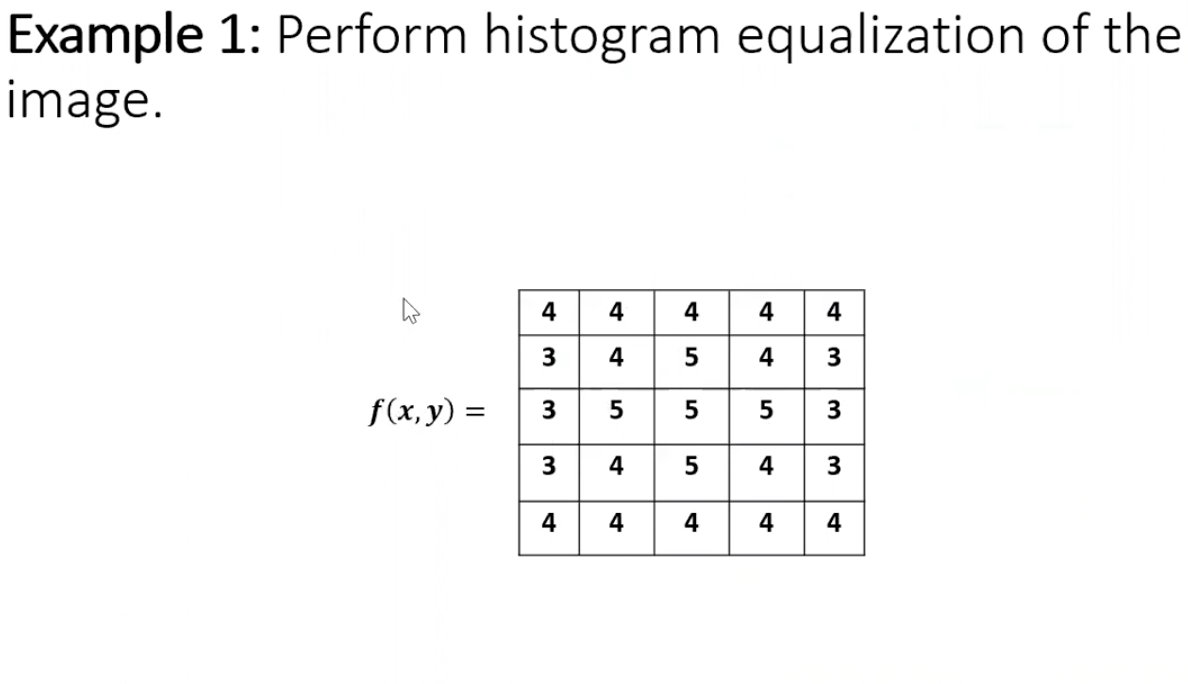 Example 1: Perform histogram equalization of the
image.
4 4 4 4 4
3 4 5 4 3
f(x,y) = 3 5 5 5 3
3 4 5 4 3
4 4 4 4 4